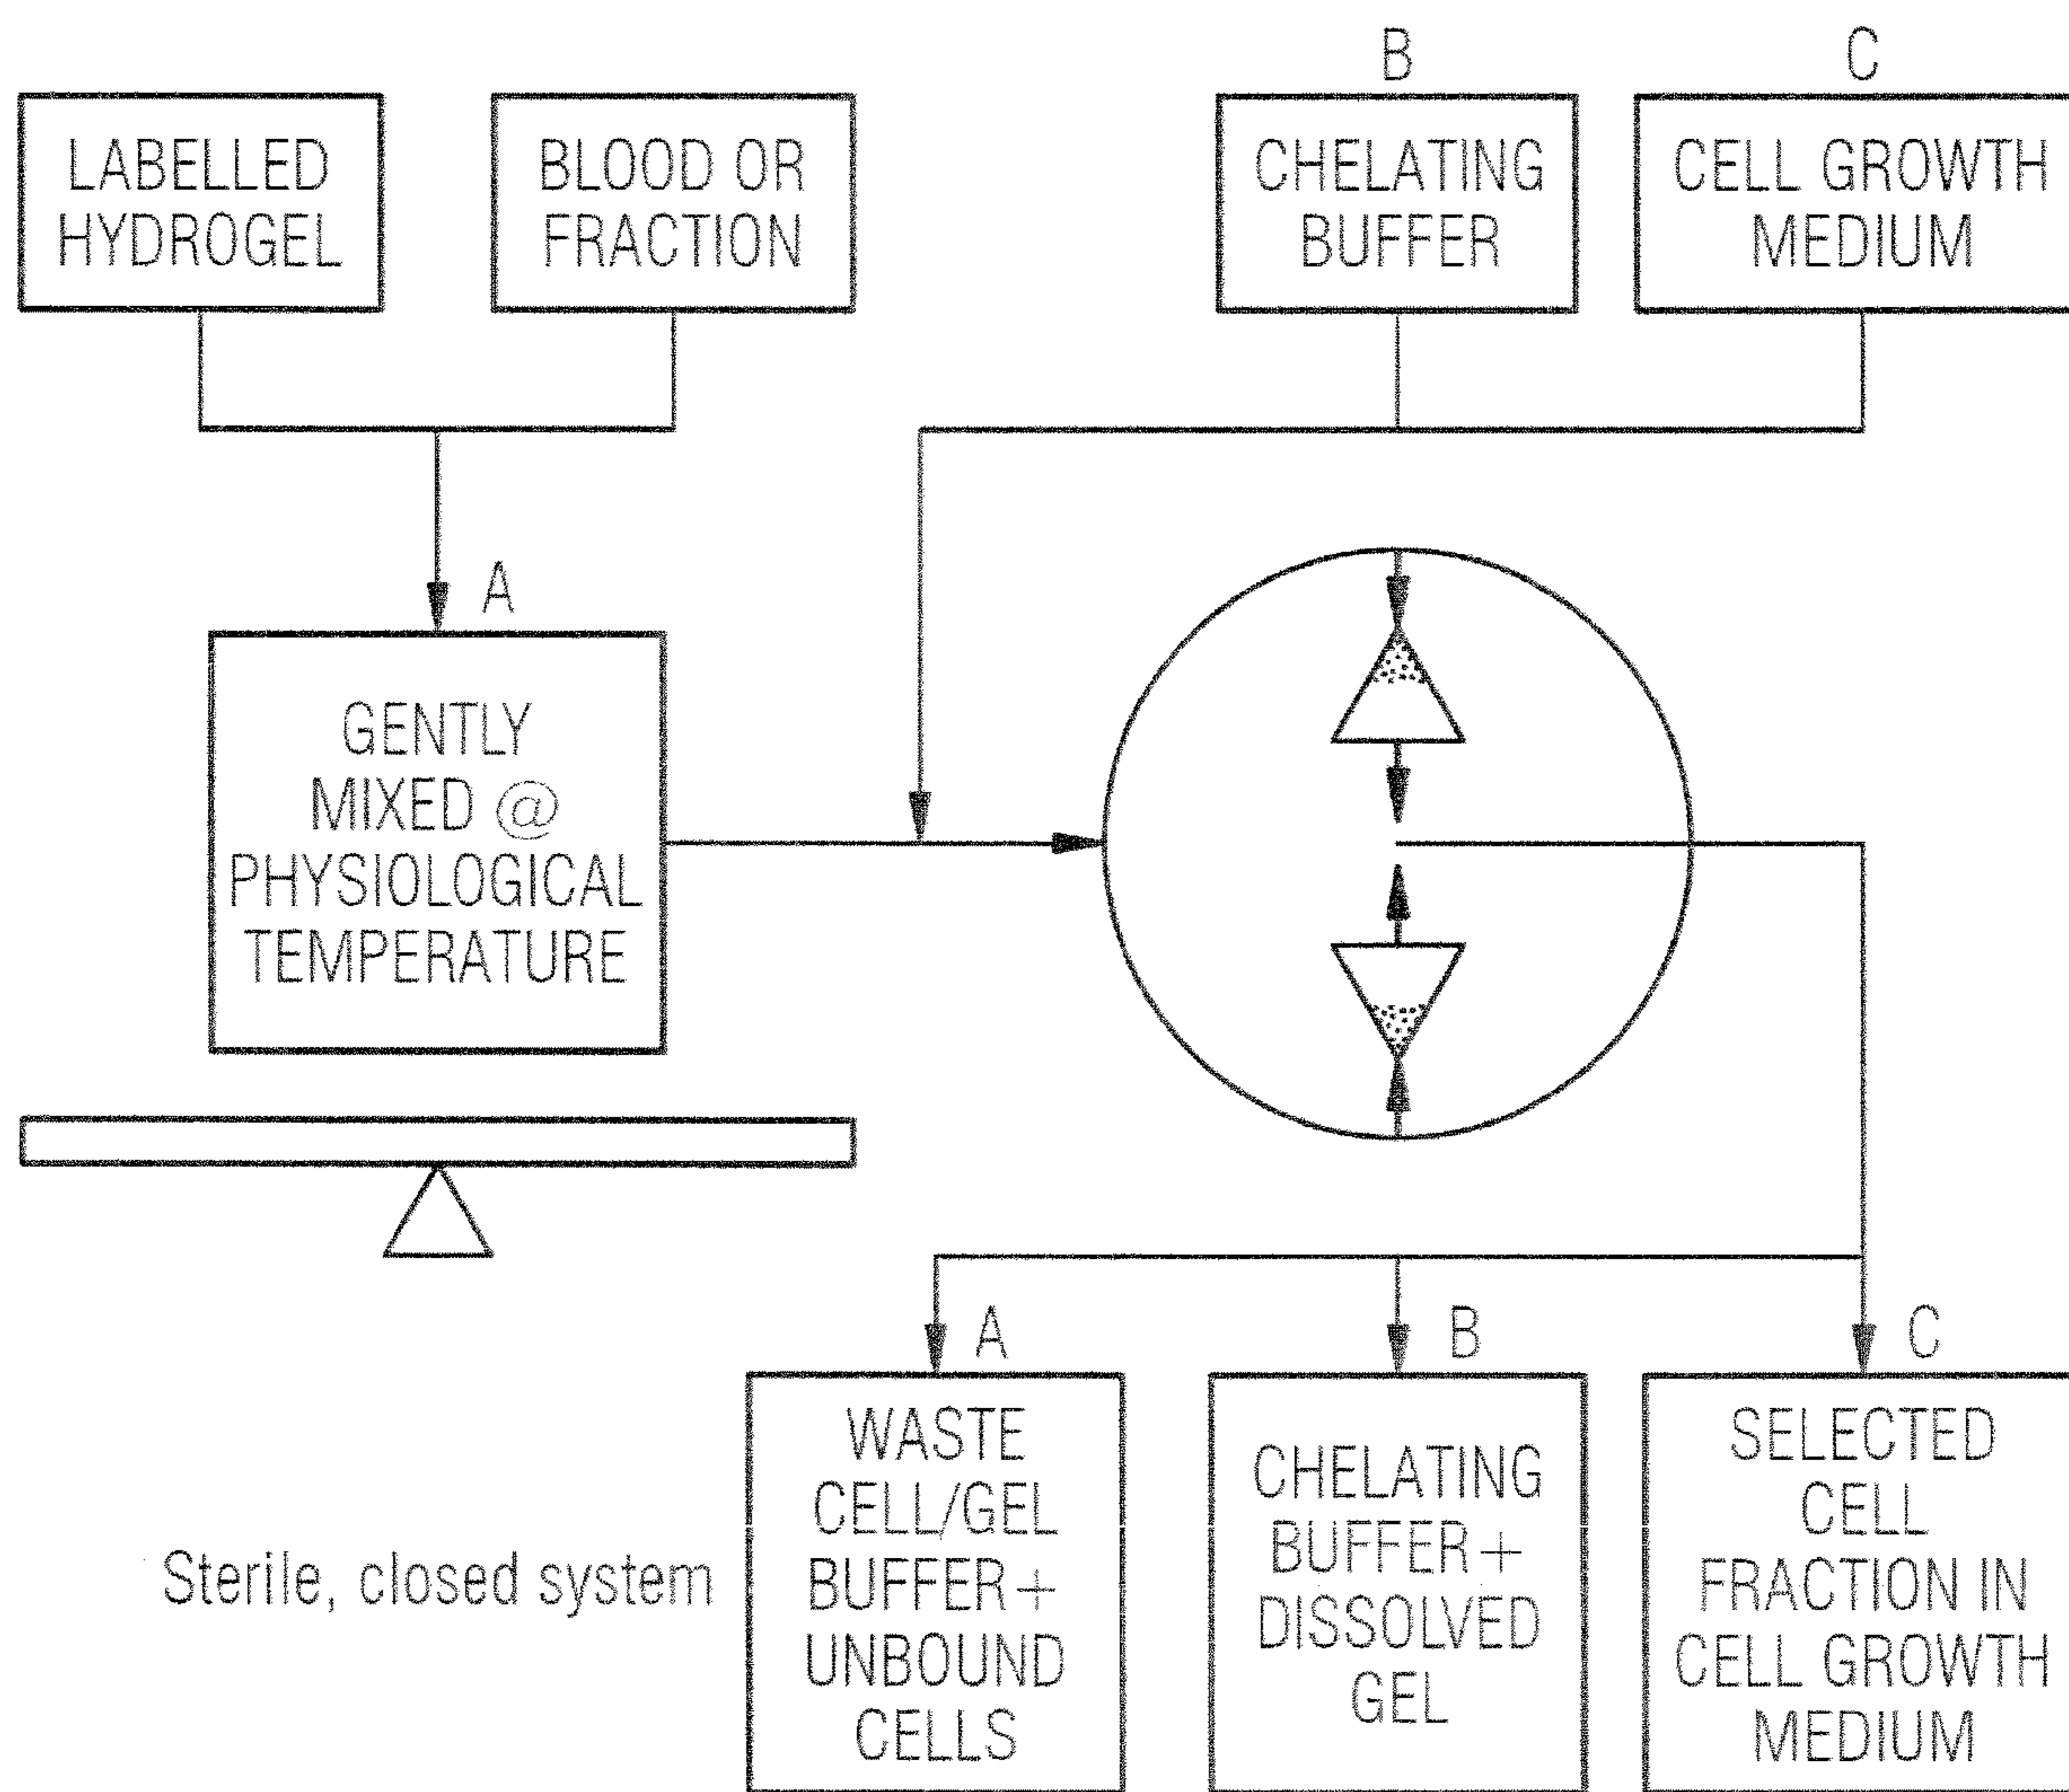 B
C
LABELLED
HYDROGEL
BLOOD OR
FRACTION
CHELATING
BUFFER
CELL GROWTH
MEDIUM
A
GENTLY
MIXED @
PHYSIOLOGICAL
TEMPERATURE
A
B
C
WASTE
CELL/GEL
BUFFER+
UNBOUND
CELLS
CHELATING
BUFFER+
DISSOLVED
GEL
SELECTED
CELL
FRACTION IN
CELL GROWTH
MEDIUM
Sterile, closed system